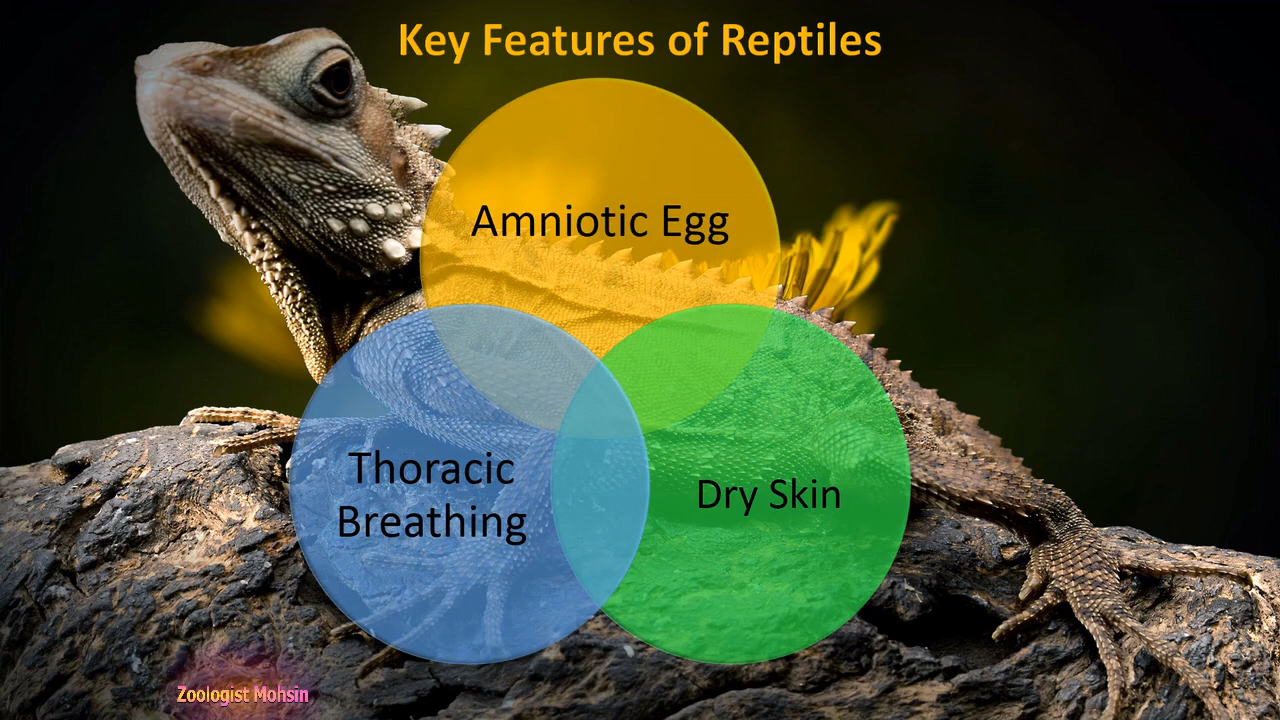 Key Features of Reptiles
Amniotic Egg
Thoracic
Breathing
Dry Skin
Zoologist Mohsin